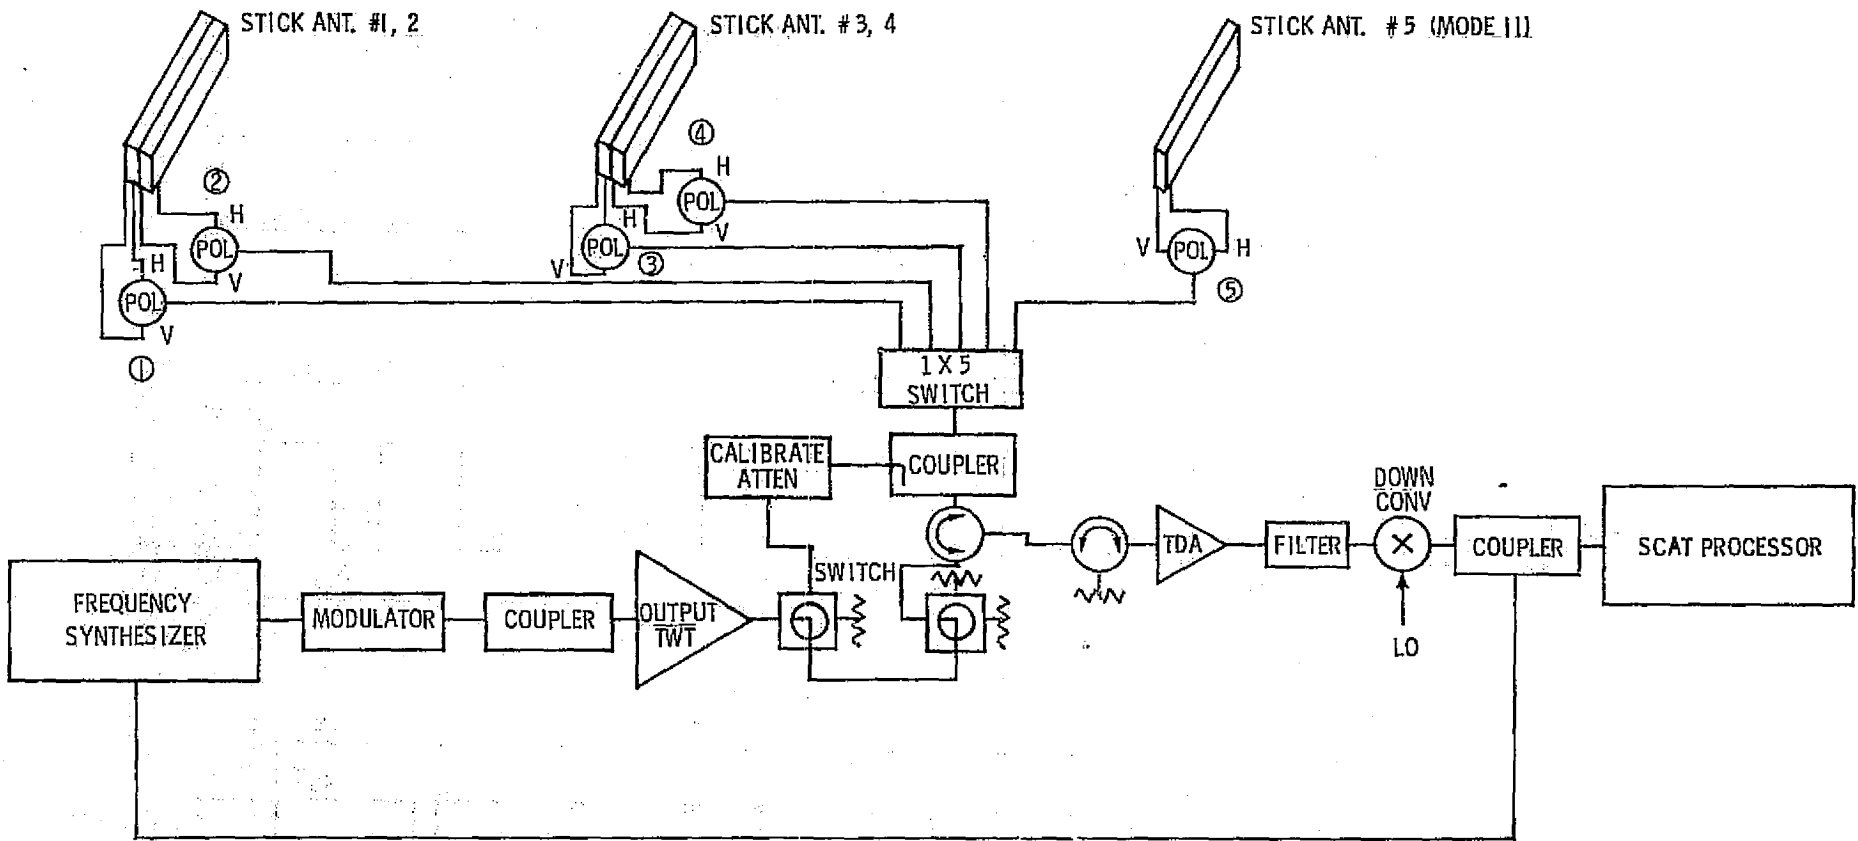 STICK ANT. #1, 2
STICK ANT. #3, 4
STICK ANT. #5 (MODE II)
④
H
POL
V
②
H
POL
V
H
POL
V
③
V
POL
H
⑤
H
POL
V
①
1 X 5
SWITCH
CALIBRATE
ATTEN
COUPLER
DOWN
CONV
TDA
FILTER
X
COUPLER
SCAT PROCESSOR
LO
FREQUENCY
SYNTHESIZER
MODULATOR
COUPLER
OUTPUT
TWT
SWITCH